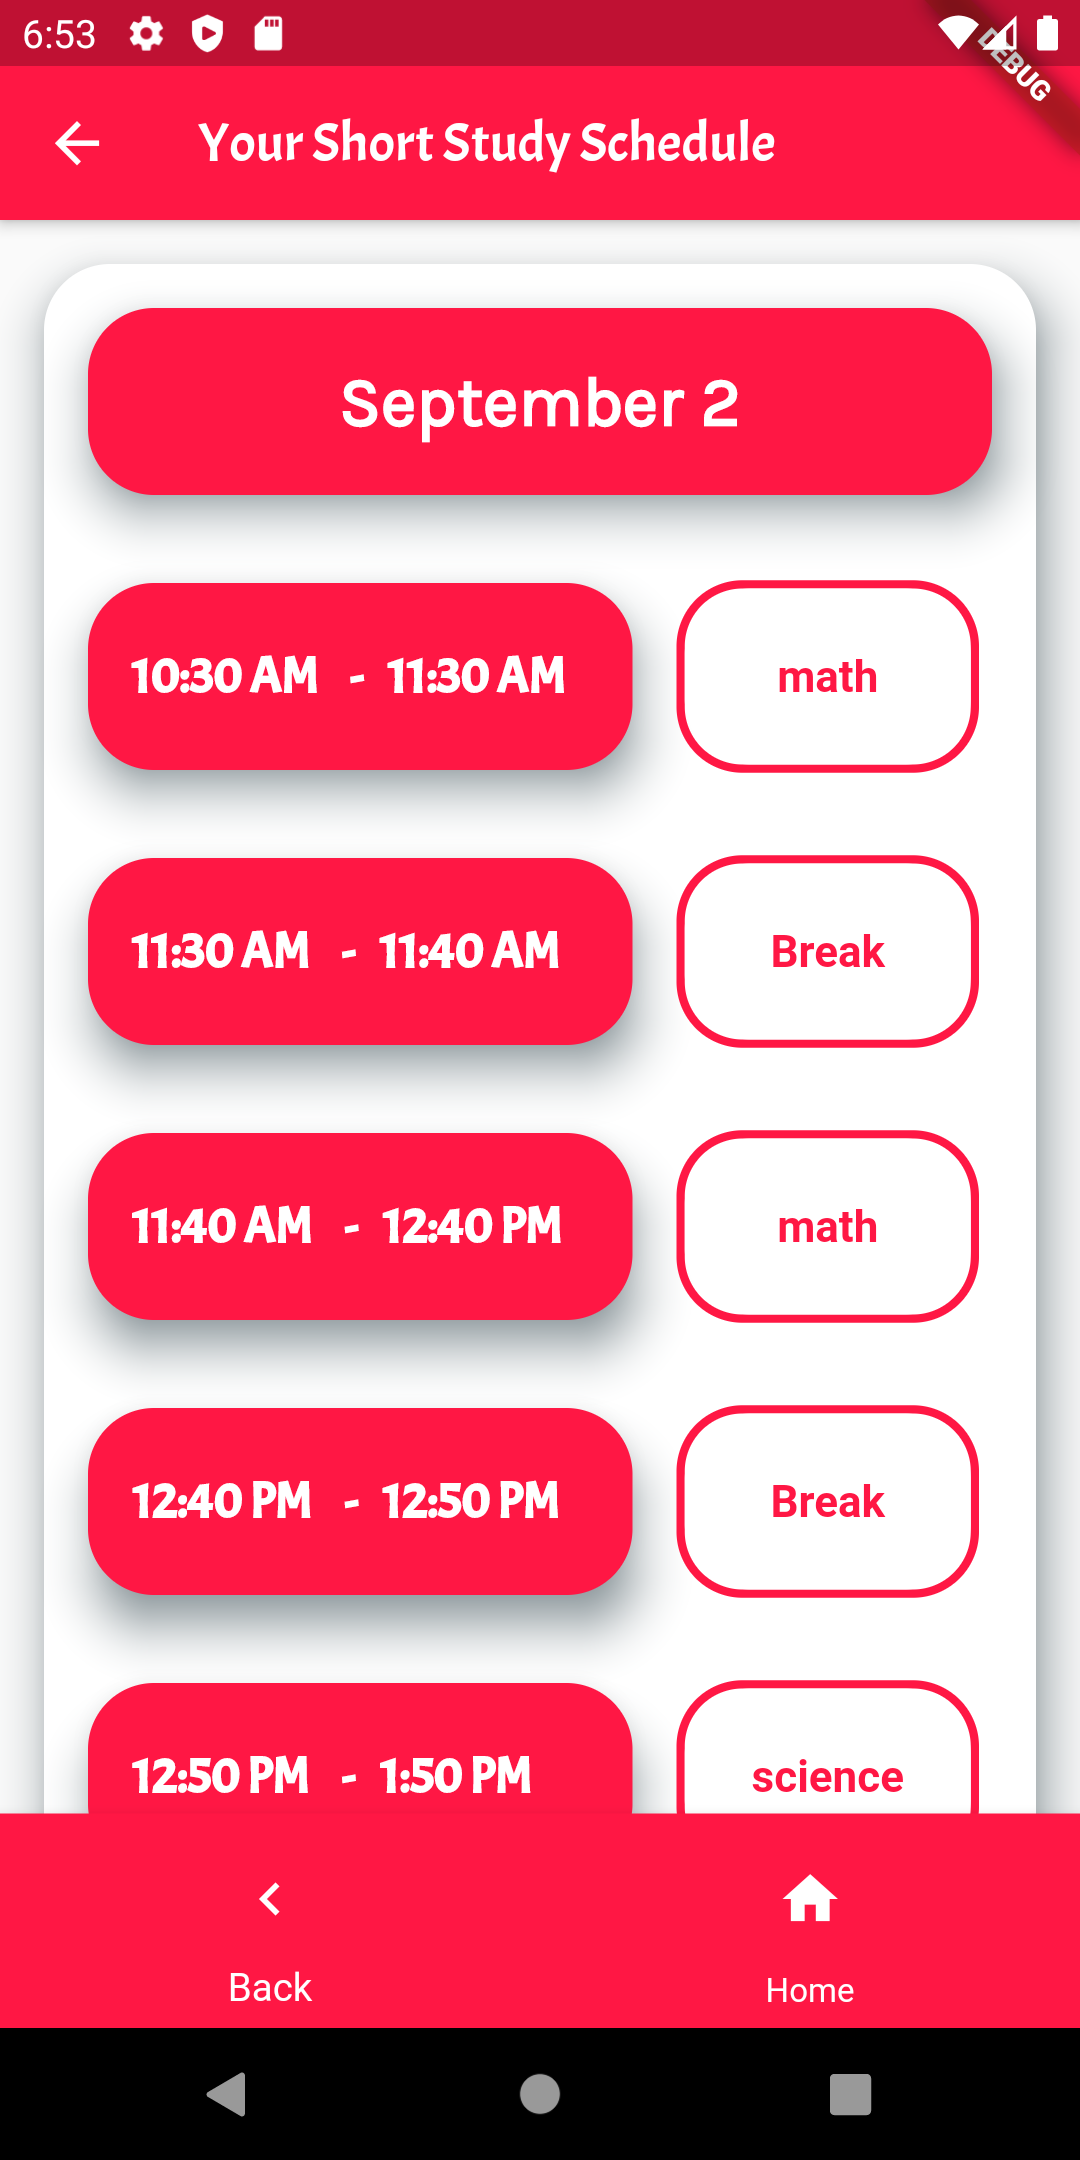 6:53
DEBUG
Your Short Study Schedule
September 2
10:30 AM - 11:30 AM math
11:30 AM - 11:40 AM Break
11:40 AM - 12:40 PM math
12:40 PM - 12:50 PM Break
12:50 PM - 1:50 PM science
Back Home